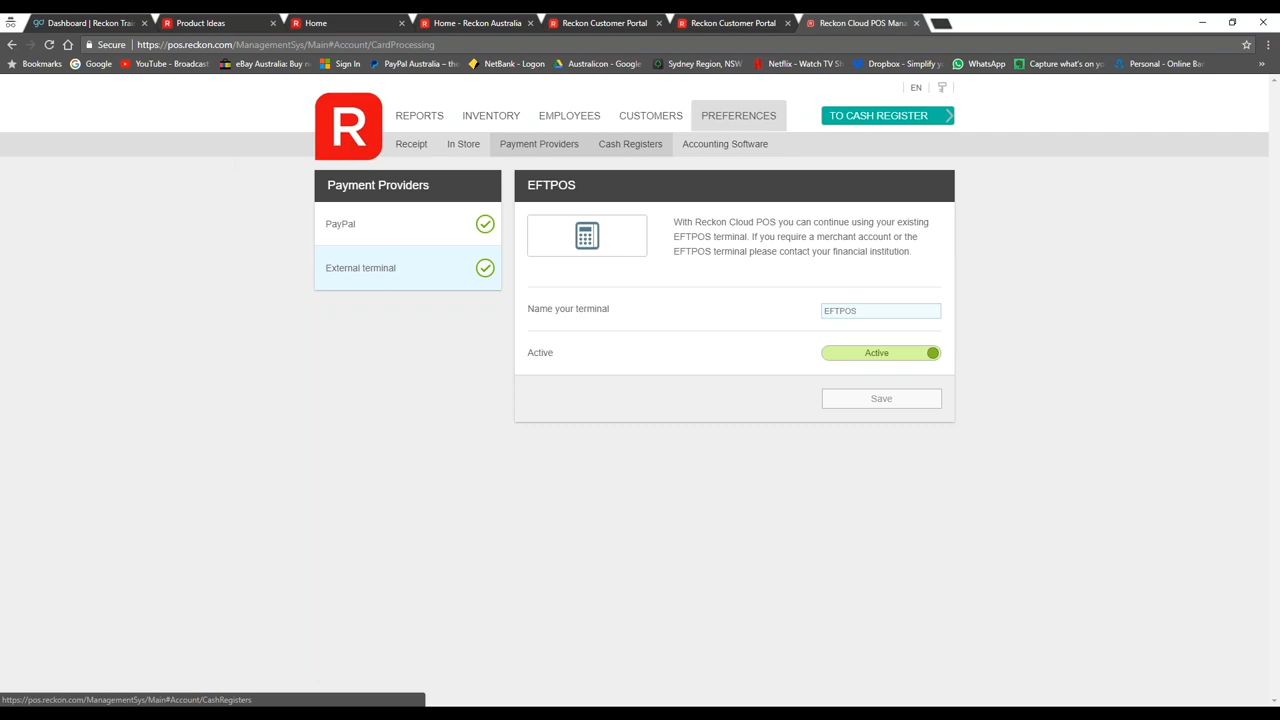 Dashboard | Reckon Trai
Product Ideas
Home
Home - Reckon Australia
Reckon Customer Portal
Reckon Customer Portal
Reckon Cloud POS Mana
Secure
https://pos.reckon.com/ManagementSys/Main#Account/CardProcessing
Bookmarks
Google
YouTube - Broadcast
eBay Australia: Buy n
Sign In
PayPal Australia – the
NetBank - Logon
Australicon - Google
Sydney Region, NSW
Netflix - Watch TV Sh
Dropbox - Simplify yo
WhatsApp
Capture what's on yo
Personal - Online Ban
EN
R
REPORTS
INVENTORY
EMPLOYEES
CUSTOMERS
PREFERENCES
TO CASH REGISTER
Receipt
In Store
Payment Providers
Cash Registers
Accounting Software
Payment Providers
PayPal
External terminal
EFTPOS
With Reckon Cloud POS you can continue using your existing
EFTPOS terminal. If you require a merchant account or the
EFTPOS terminal please contact your financial institution.
Name your terminal
EFTPOS
Active
Active
Save
https://pos.reckon.com/ManagementSys/Main#Account/CashRegisters